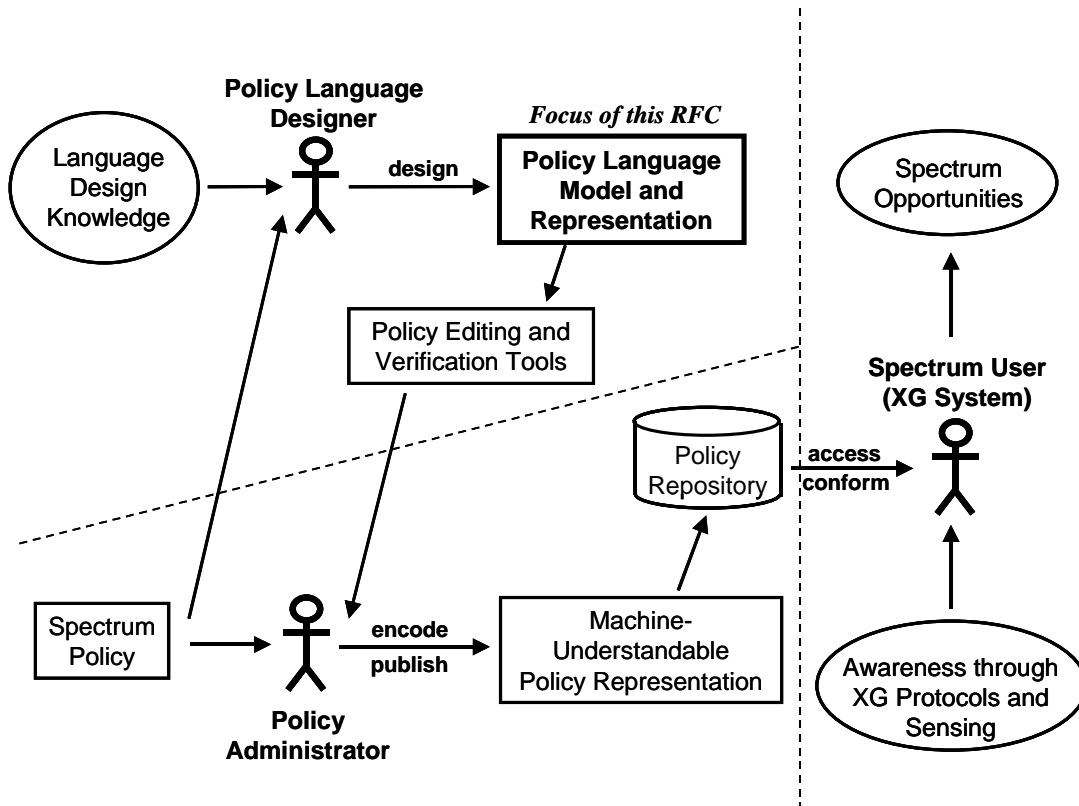 Policy Language
Designer
Focus of this RFC
Language
Design
Knowledge
design
Policy Language
Model and
Representation
Spectrum
Opportunities
Policy Editing and
Verification Tools
Spectrum User
(XG System)
Policy
Repository
access
conform
Spectrum
Policy
encode
publish
Machine-
Understandable
Policy Representation
Policy
Administrator
Awareness through
XG Protocols and
Sensing